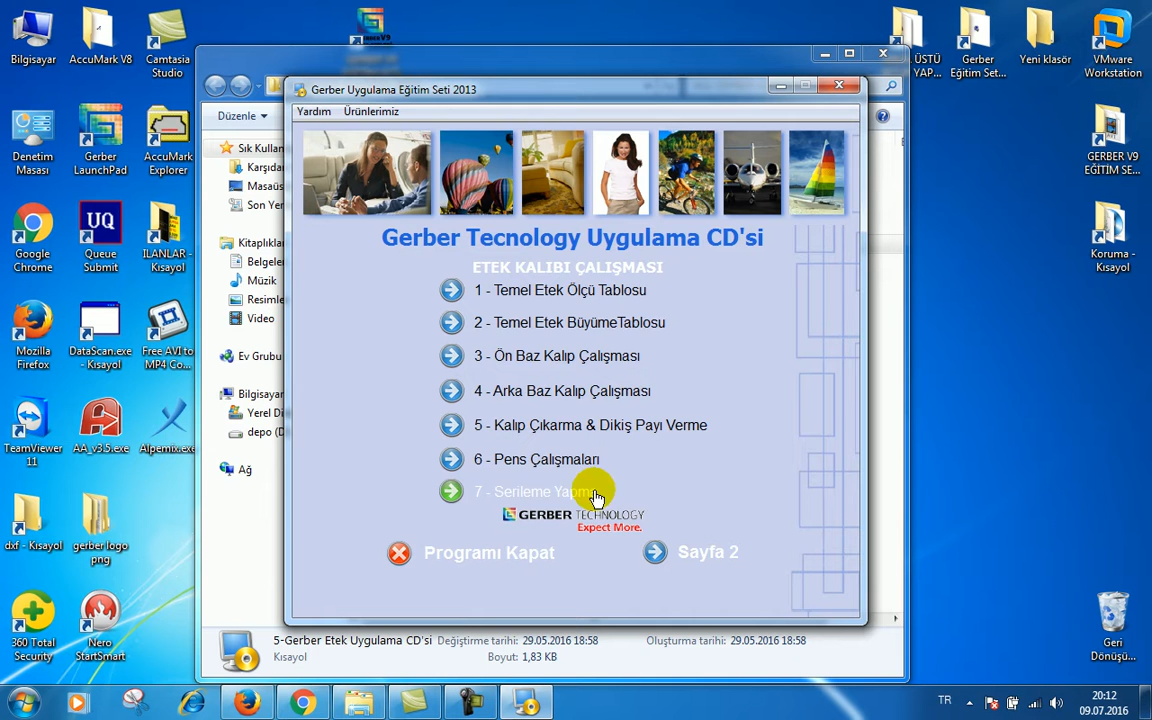 Bilgisayar
AccuMark V8
Camtasia
Studio
Denetim
Masası
Gerber
LaunchPad
AccuMark
Explorer
Google
Chrome
Queue
Submit
ILANLAR -
Kısayol
Mozilla
Firefox
DataScan.exe
- Kısayol
Free AVI to
MP4 Co...
TeamViewer
11
AA_v3.5.exe
Alpemix.exe
dxf - Kısayol
gerber logo
png
360 Total
Security
Nero
StartSmart
ÜSTÜ
YAP...
Gerber
Eğitim Set...
Yeni klasör
VMware
Workstation
GERBER V9
EĞİTİM SE...
Koruma -
Kısayol
Geri
Dönüşü...
Düzenle
Sık Kullan
Karşıda
Masaüs
Son Yer
Kitaplıkla
Belgele
Müzik
Resimle
Video
Ev Grubu
Bilgisayar
Yerel Di
depo (D
Ağ
Gerber Uygulama Eğitim Seti 2013
Yardım Ürünlerimiz
Gerber Tecnology Uygulama CD'si
ETEK KALIBI ÇALIŞMASI
1 - Temel Etek Ölçü Tablosu
2 - Temel Etek BüyümeTablosu
3 - Ön Baz Kalıp Çalışması
4 - Arka Baz Kalıp Çalışması
5 - Kalıp Çıkarma & Dikiş Payı Verme
6 - Pens Çalışmaları
7 - Serileme Yapm
GERBER TECHNOLOGY
Expect More.
Programı Kapat
Sayfa 2
5-Gerber Etek Uygulama CD'si Değiştirme tarihi: 29.05.2016 18:58 Oluşturma tarihi: 29.05.2016 18:58
Kısayol Boyut: 1,83 KB
TR
20:12
09.07.2016